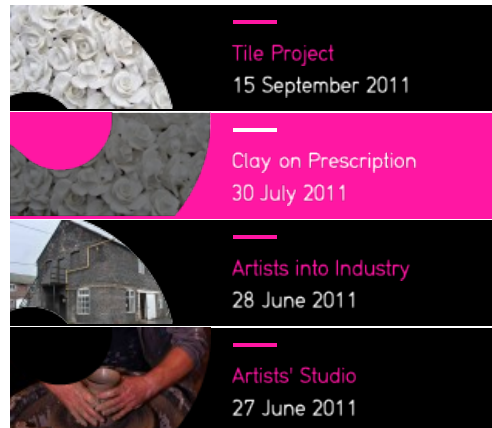 Tile Project
15 September 2011
Clay on Prescription
30 July 2011
Artists into Industry
28 June 2011
Artists' Studio
27 June 2011